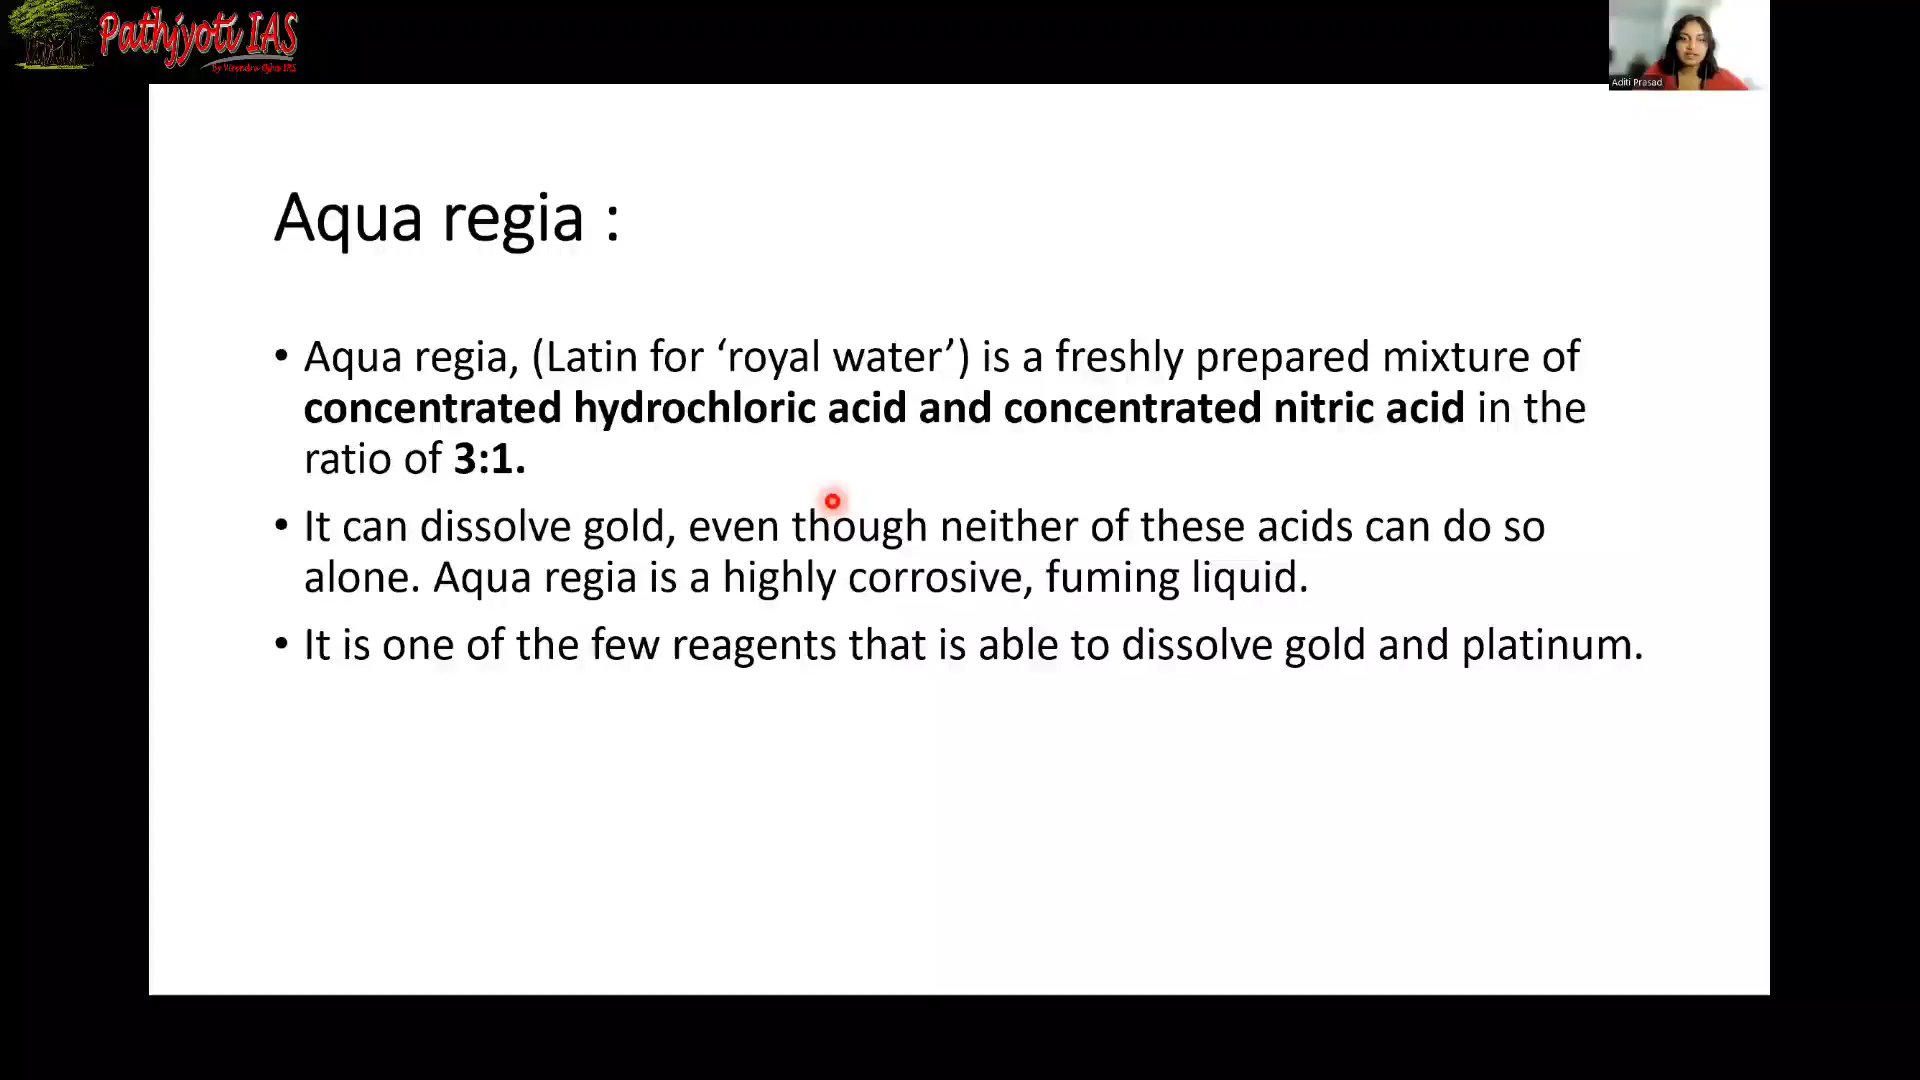 Pathjyoti IAS
Aditi Prasad
Aqua regia :
• Aqua regia, (Latin for ‘royal water’) is a freshly prepared mixture of
concentrated hydrochloric acid and concentrated nitric acid in the
ratio of 3:1.
• It can dissolve gold, even though neither of these acids can do so
alone. Aqua regia is a highly corrosive, fuming liquid.
• It is one of the few reagents that is able to dissolve gold and platinum.